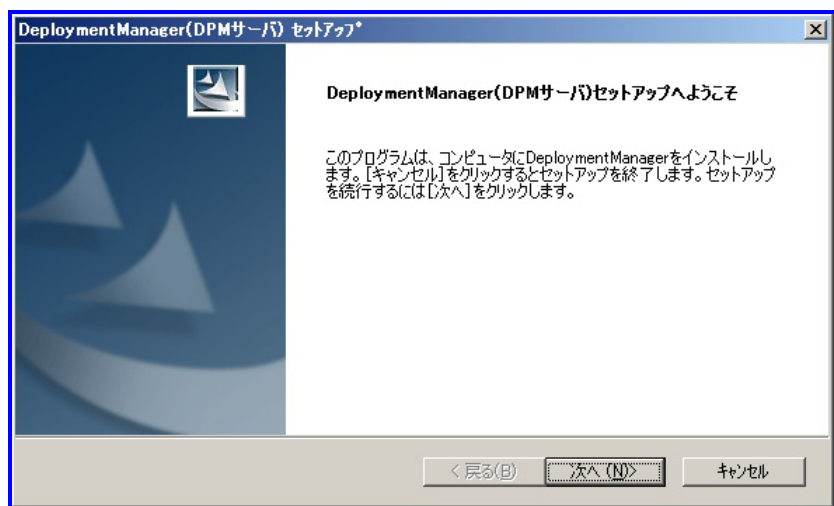 DeploymentManager(DPMサーバ) セットアップ
DeploymentManager(DPMサーバ)セットアップへようこそ
このプログラムは、コンピュータにDeploymentManagerをインストールし
ます。[キャンセル]をクリックするとセットアップを終了します。セットアップ
を続行するには[次へ]をクリックします。
< 戻る(B)
次へ (N)>
キャンセル